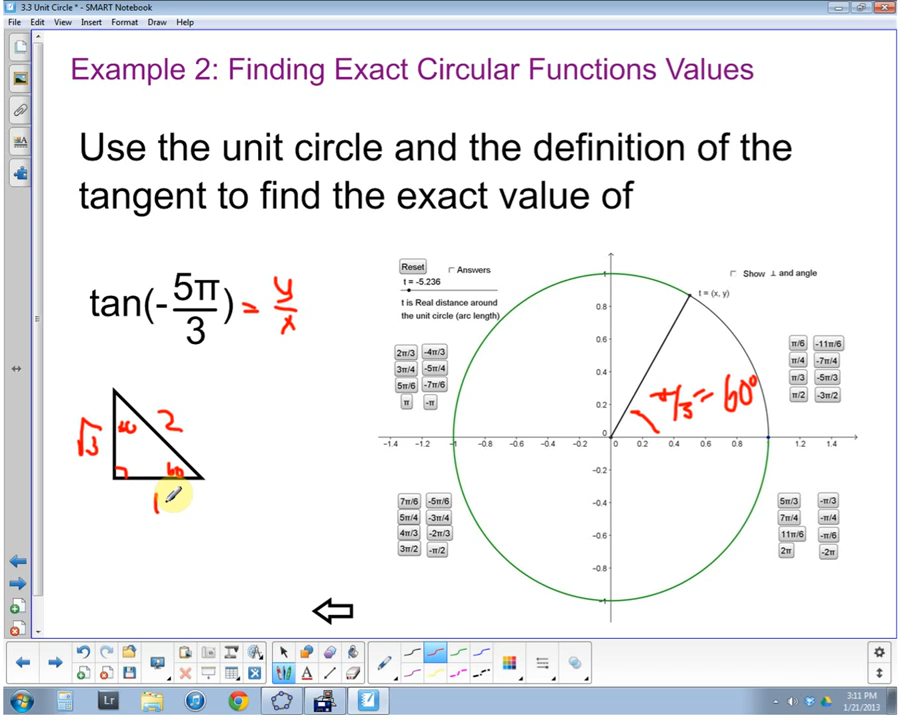 3.3 Unit Circle * - SMART Notebook
File Edit View Insert Format Draw Help
Example 2: Finding Exact Circular Functions Values
Use the unit circle and the definition of the
tangent to find the exact value of
tan(-5π/3) = y/x
√3
2
60
1
Reset
Answers
t = -5.236
t is Real distance around
the unit circle (arc length)
Show ⊥ and angle
t = (x, y)
2π/3 -4π/3
3π/4 -5π/4
5π/6 -7π/6
π -π
π/6 -11π/6
π/4 -7π/4
π/3 -5π/3
π/2 -3π/2
π/3 = 60°
1
0.8
0.6
0.4
0.2
0
-1.4 -1.2 -1 -0.8 -0.6 -0.4 -0.2 0 0.2 0.4 0.6 0.8 1 1.2 1.4
-0.2
-0.4
-0.6
-0.8
-1
7π/6 -5π/6
5π/4 -3π/4
4π/3 -2π/3
3π/2 -π/2
5π/3 -π/3
7π/4 -π/4
11π/6 -π/6
2π -2π
A
Lr
3:11 PM
1/21/2013